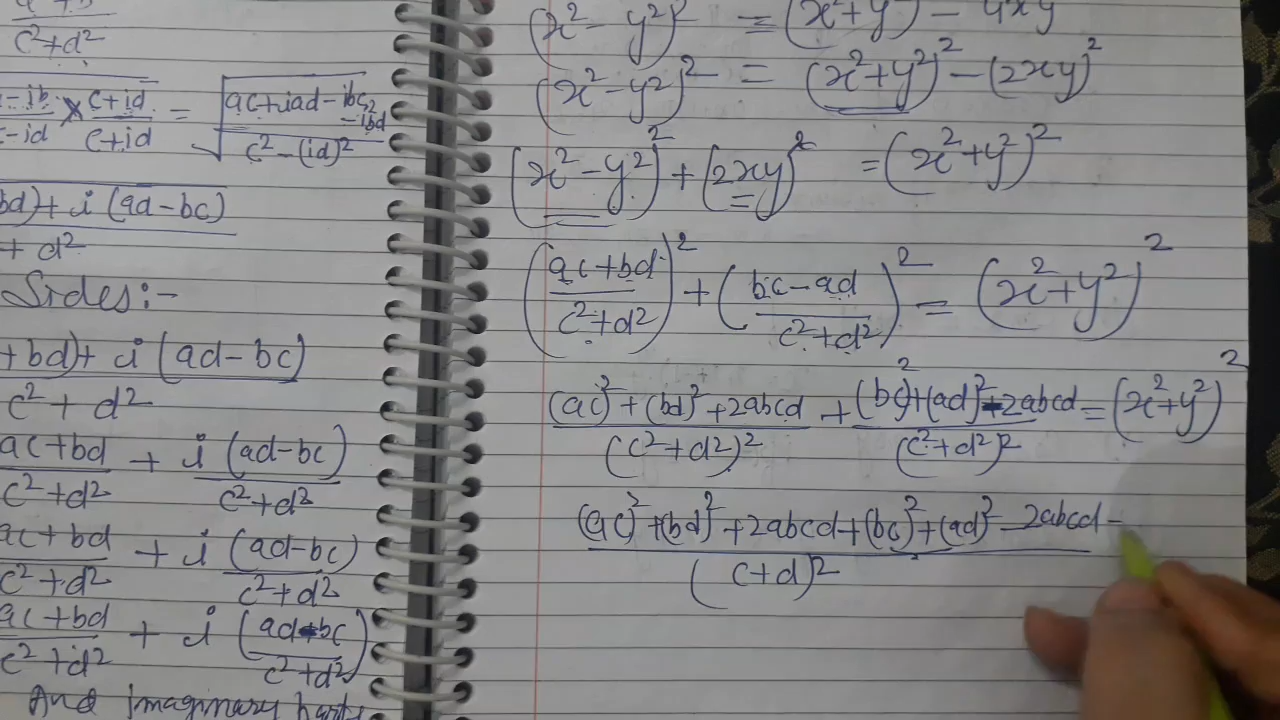 c²+d²
-ib/-id × c+id/c+id = √(ac+iad-ibc-i²bd / c²-(id)²)
bd)+i(ad-bc)
+ d²
Sides:-
+bd)+i(ad-bc)
c²+d²
ac+bd/c²+d² + i(ad-bc)/c²+d²
ac+bd/c²+d² + i(ad-bc)/c²+d²
ac+bd/c²+d² + i(ad-bc/c²+d²)
And imaginary parts
(x²-y²)² = (x²+y²) - 4xy
(x²-y²)² = (x²+y²)²-(2xy)²
(x²-y²)²+(2xy)² = (x²+y²)²
(ac+bd/c²+d²)² + (bc-ad/c²+d²)² = (x²+y²)²
(ac)²+(bd)²+2abcd/(c²+d²)² + (bc)²+(ad)²-2abcd/(c²+d²)² = (x²+y²)²
(ac)²+(bd)²+2abcd+(bc)²+(ad)²-2abcd/(c+d)² -